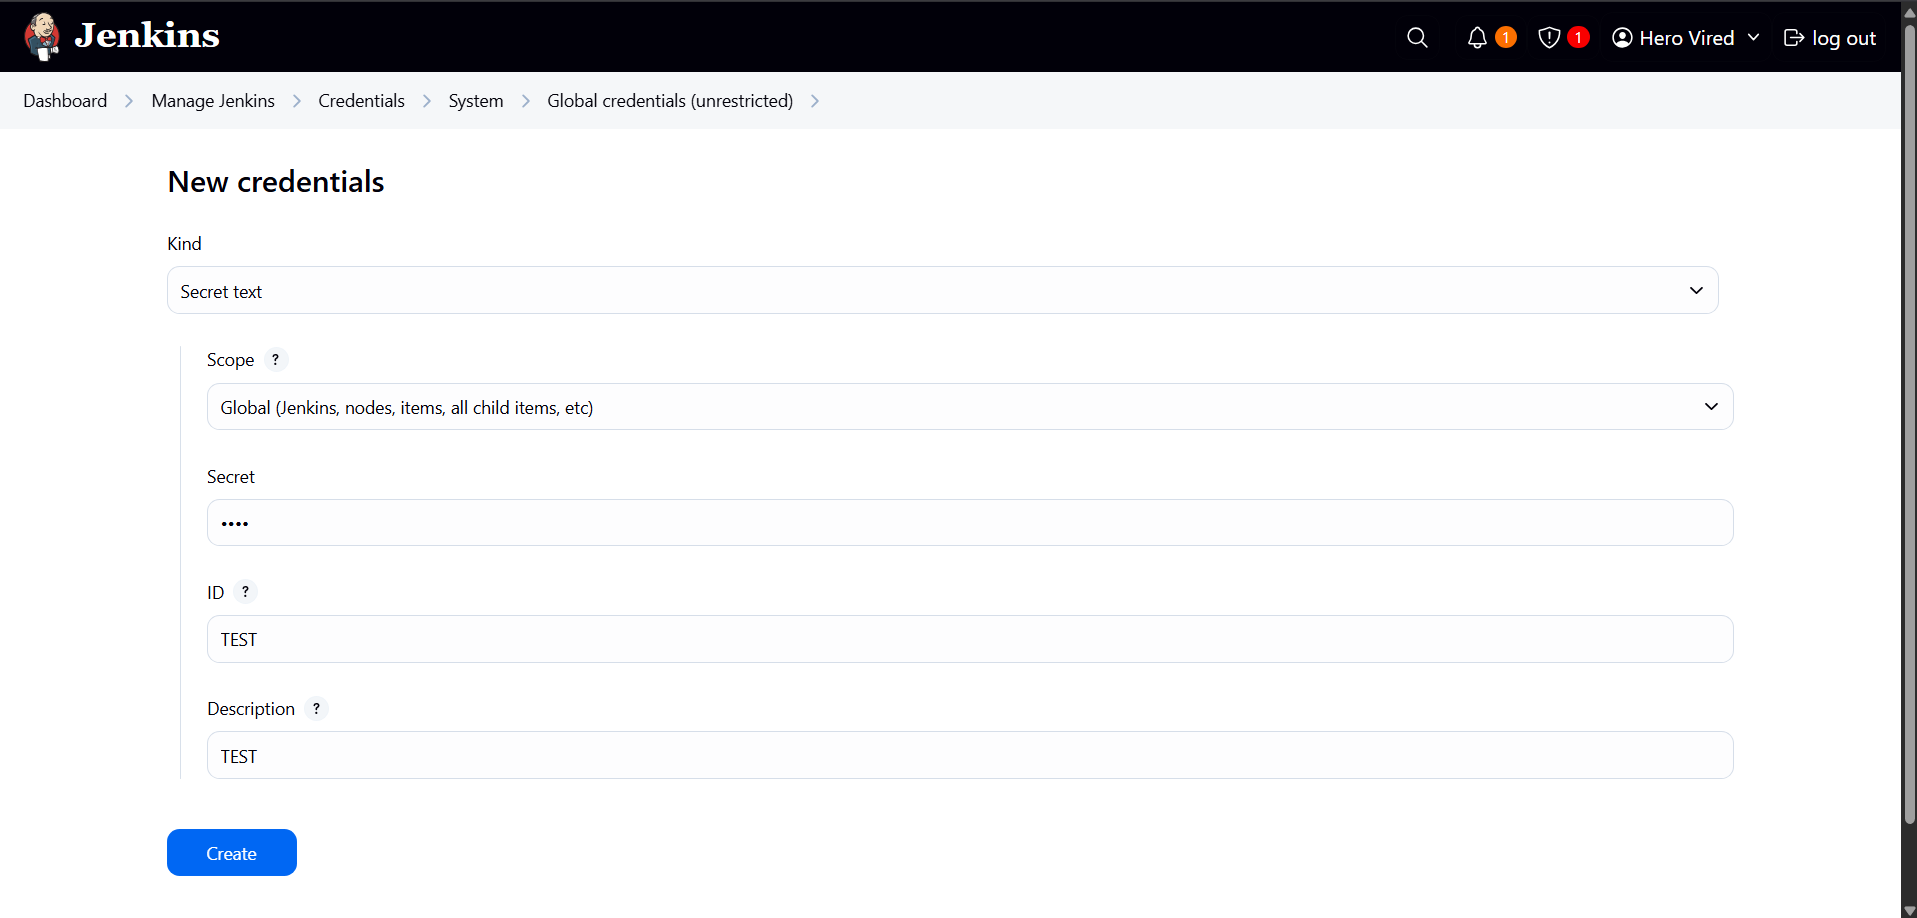 Jenkins 1 1 Hero Vired log out
Dashboard Manage Jenkins Credentials System Global credentials (unrestricted)
New credentials
Kind
Secret text
Scope ?
Global (Jenkins, nodes, items, all child items, etc)
Secret
••••
ID ?
TEST
Description ?
TEST
Create